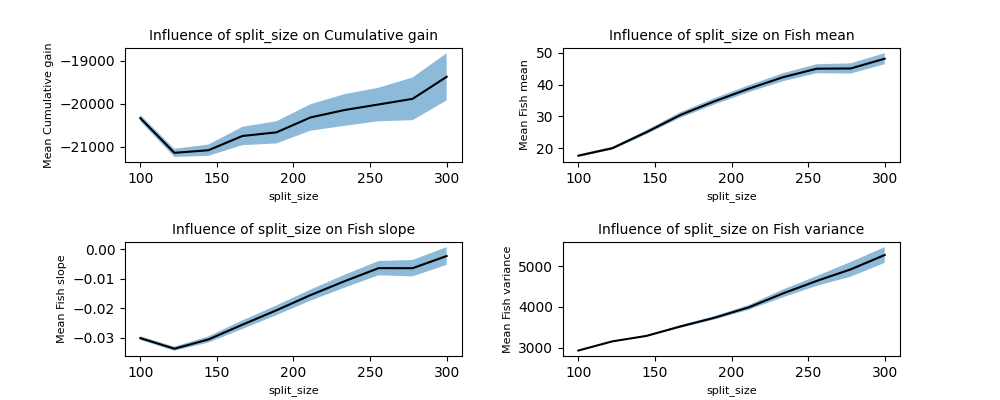 Influence of split_size on Cumulative gain
Mean Cumulative gain
−19000
−20000
−21000
100 150 200 250 300
split_size
Influence of split_size on Fish mean
Mean Fish mean
50
40
30
20
100 150 200 250 300
split_size
Influence of split_size on Fish slope
Mean Fish slope
0.00
−0.01
−0.02
−0.03
100 150 200 250 300
split_size
Influence of split_size on Fish variance
Mean Fish variance
5000
4000
3000
100 150 200 250 300
split_size